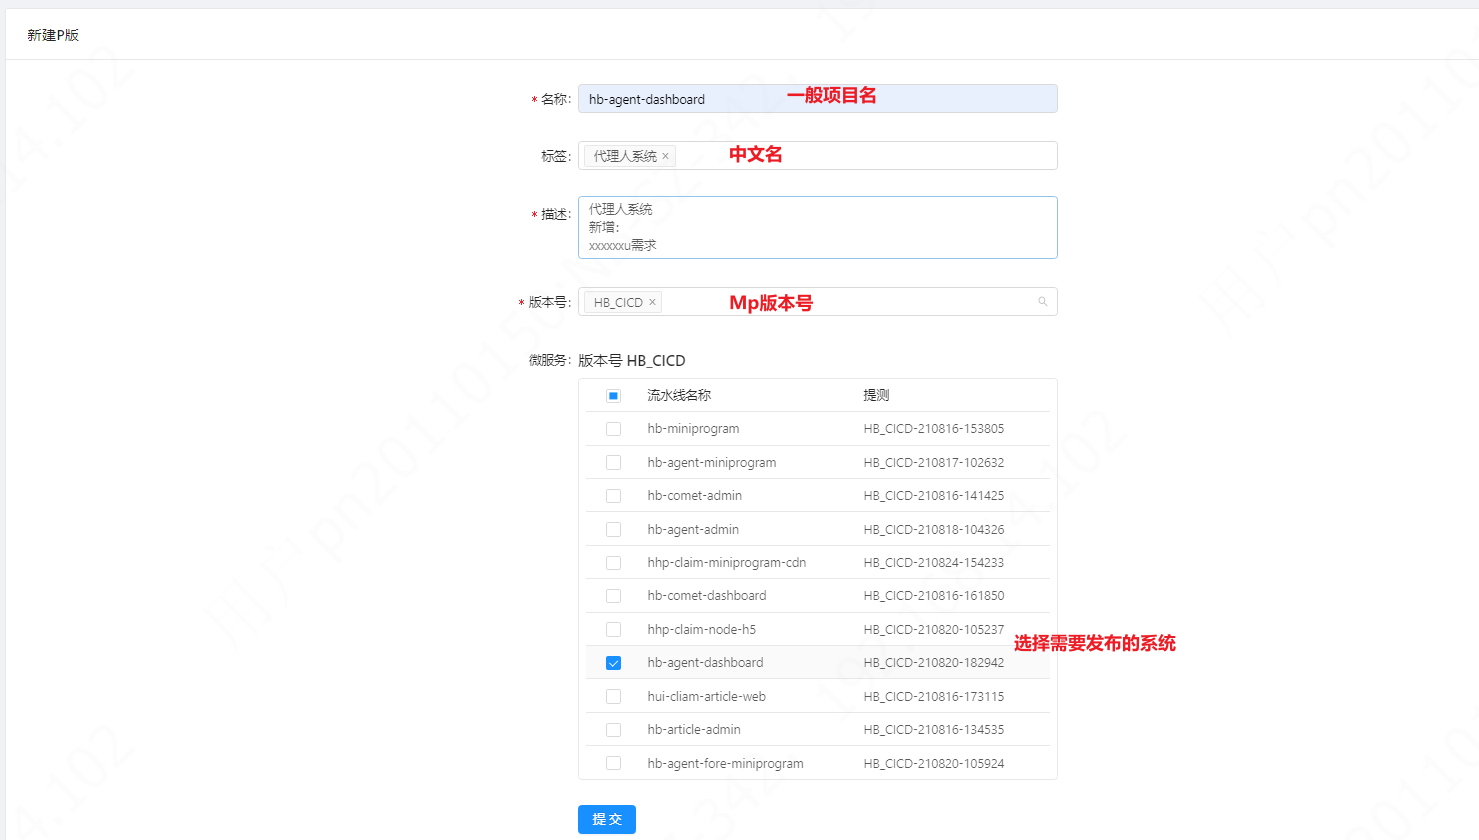 新建P版
* 名称: hb-agent-dashboard 一般项目名
标签: 代理人系统 × 中文名
* 描述: 代理人系统
新增:
xxxxxxu需求
* 版本号: HB_CICD × Mp版本号
微服务: 版本号 HB_CICD
流水线名称 提测
hb-miniprogram HB_CICD-210816-153805
hb-agent-miniprogram HB_CICD-210817-102632
hb-comet-admin HB_CICD-210816-141425
hb-agent-admin HB_CICD-210818-104326
hhp-claim-miniprogram-cdn HB_CICD-210824-154233
hb-comet-dashboard HB_CICD-210816-161850
hhp-claim-node-h5 HB_CICD-210820-105237
选择需要发布的系统
hb-agent-dashboard HB_CICD-210820-182942
hui-cliam-article-web HB_CICD-210816-173115
hb-article-admin HB_CICD-210816-134535
hb-agent-fore-miniprogram HB_CICD-210820-105924
提交